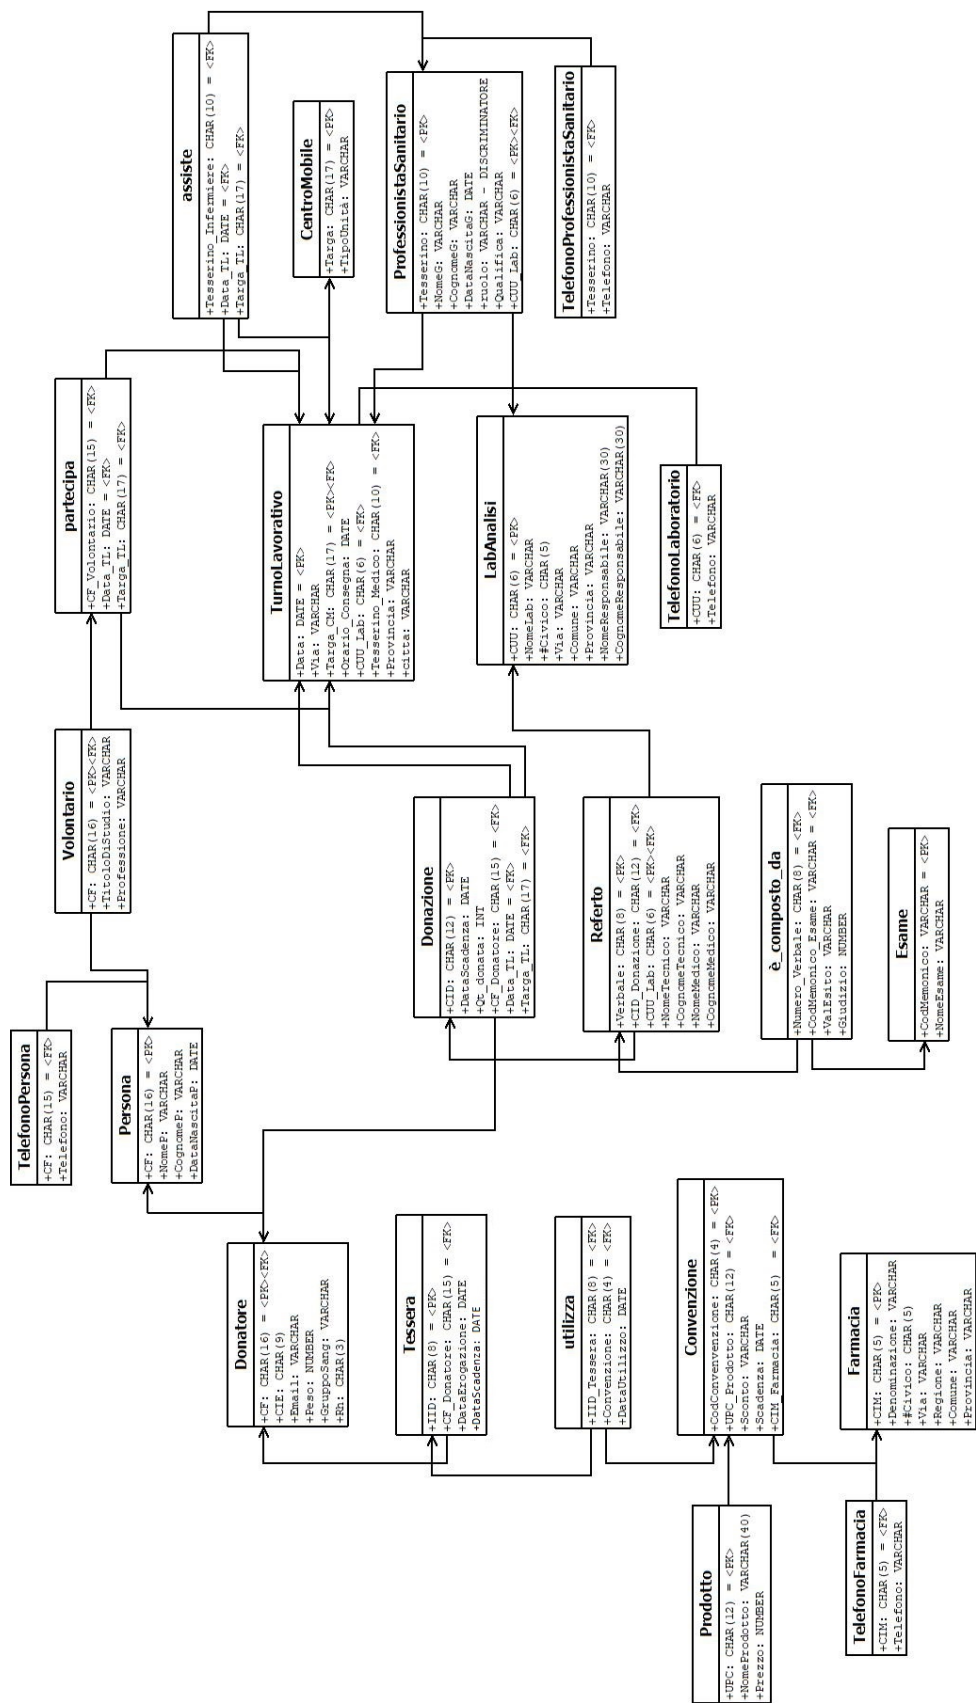 TelefonoPersona
+CF: CHAR(15) = <FK>
+Telefono: VARCHAR
Persona
+CF: CHAR(16) = <PK>
+NomeP: VARCHAR
+CognomeP: VARCHAR
+DataNascitaP: DATE
Volontario
+CF: CHAR(16) = <PK><FK>
+TitoloDiStudio: VARCHAR
+Professione: VARCHAR
partecipa
+CF_Volontario: CHAR(15) = <FK>
+Data_TL: DATE = <FK>
+Targa_TL: CHAR(17) = <FK>
assiste
+Tesserino_Infermiere: CHAR(10) = <FK>
+Data_TL: DATE = <FK>
+Targa_TL: CHAR(17) = <FK>
Donatore
+CF: CHAR(16) = <PK><FK>
+CIE: CHAR(9)
+Email: VARCHAR
+Peso: NUMBER
+GruppoSang: VARCHAR
+Rh: CHAR(3)
TurnoLavorativo
+Data: DATE = <PK>
+Via: VARCHAR
+Targa_CM: CHAR(17) = <PK><FK>
+Orario_Consegna: DATE
+CUU_Lab: CHAR(6) = <FK>
+Tesserino_Medico: CHAR(10) = <FK>
+Provincia: VARCHAR
+citta: VARCHAR
CentroMobile
+Targa: CHAR(17) = <PK>
+TipoUnità: VARCHAR
Tessera
+IID: CHAR(8) = <PK>
+CF_Donatore: CHAR(15) = <FK>
+DataErogazione: DATE
+DataScadenza: DATE
Donazione
+CID: CHAR(12) = <PK>
+DataScadenza: DATE
+Qt_donata: INT
+CF_Donatore: CHAR(15) = <FK>
+Data_TL: DATE = <FK>
+Targa_TL: CHAR(17) = <FK>
ProfessionistaSanitario
+Tesserino: CHAR(10) = <PK>
+NomeG: VARCHAR
+CognomeG: VARCHAR
+DataNascitaG: DATE
+ruolo: VARCHAR - DISCRIMINATORE
+Qualifica: VARCHAR
+CUU_Lab: CHAR(6) = <PK><FK>
utilizza
+IID_Tessera: CHAR(8) = <FK>
+Convenzione: CHAR(4) = <FK>
+DataUtilizzo: DATE
Referto
+Verbale: CHAR(8) = <PK>
+CID_Donazione: CHAR(12) = <FK>
+CUU_Lab: CHAR(6) = <PK><FK>
+NomeTecnico: VARCHAR
+CognomeTecnico: VARCHAR
+NomeMedico: VARCHAR
+CognomeMedico: VARCHAR
LabAnalisi
+CUU: CHAR(6) = <PK>
+NomeLab: VARCHAR
+#Civico: CHAR(5)
+Via: VARCHAR
+Comune: VARCHAR
+Provincia: VARCHAR
+NomeResponsabile: VARCHAR(30)
+CognomeResponsabile: VARCHAR(30)
TelefonoProfessionistaSanitario
+Tesserino: CHAR(10) = <FK>
+Telefono: VARCHAR
Convenzione
+CodConvenvenzione: CHAR(4) = <PK>
+UPC_Prodotto: CHAR(12) = <FK>
+Sconto: VARCHAR
+Scadenza: DATE
+CIM_Farmacia: CHAR(5) = <FK>
è_composto_da
+Numero_Verbale: CHAR(8) = <FK>
+CodMemonico_Esame: VARCHAR = <FK>
+ValEsito: VARCHAR
+Giudizio: NUMBER
TelefonoLaboratorio
+CUU: CHAR(6) = <FK>
+Telefono: VARCHAR
Prodotto
+UPC: CHAR(12) = <PK>
+NomeProdotto: VARCHAR(40)
+Prezzo: NUMBER
Farmacia
+CIM: CHAR(5) = <PK>
+Denominazione: VARCHAR
+#Civico: CHAR(5)
+Via: VARCHAR
+Regione: VARCHAR
+Comune: VARCHAR
+Provincia: VARCHAR
Esame
+CodMemonico: VARCHAR = <PK>
+NomeEsame: VARCHAR
TelefonoFarmacia
+CIM: CHAR(5) = <FK>
+Telefono: VARCHAR